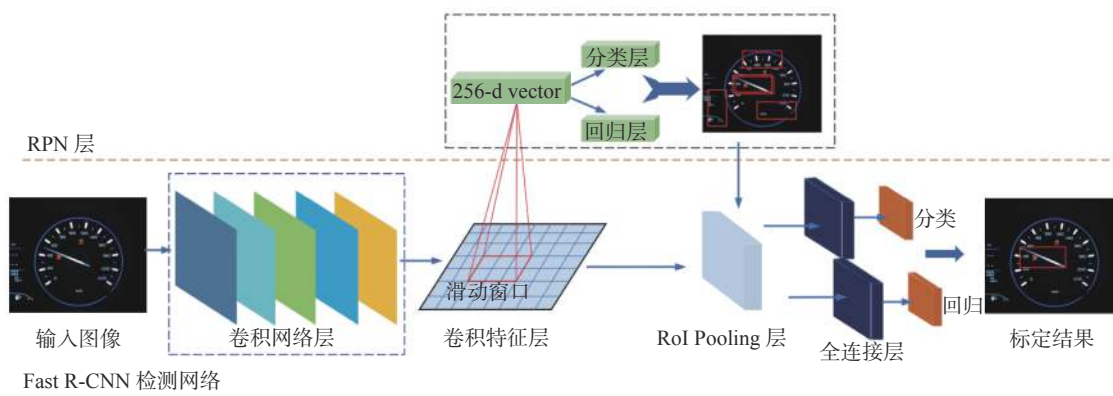 分类层
256-d vector
回归层
RPN 层
分类
滑动窗口
回归
输入图像
卷积网络层
卷积特征层
RoI Pooling 层
全连接层
标定结果
Fast R-CNN 检测网络